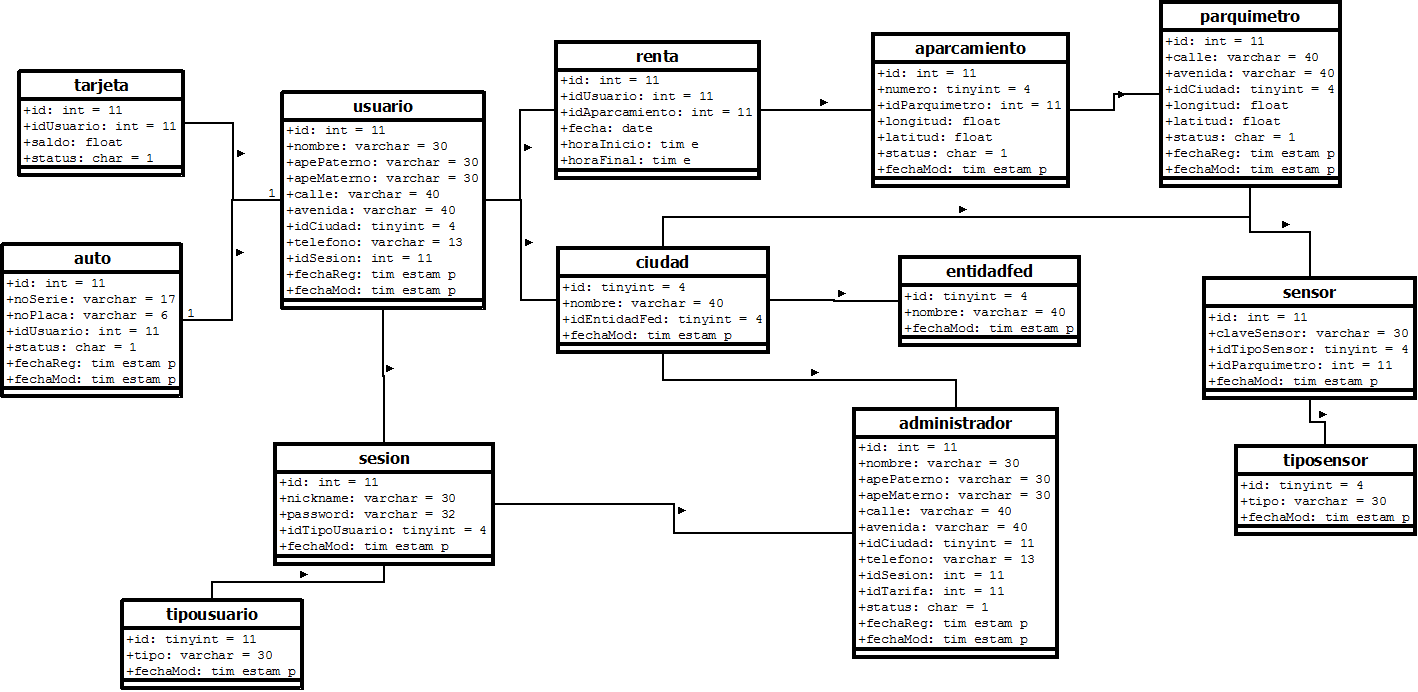 tarjeta
+id: int = 11
+idUsuario: int = 11
+saldo: float
+status: char = 1
auto
+id: int = 11
+noSerie: varchar = 17
+noPlaca: varchar = 6
+idUsuario: int = 11
+status: char = 1
+fechaReg: tim estam p
+fechaMod: tim estam p
1
1
usuario
+id: int = 11
+nombre: varchar = 30
+apePaterno: varchar = 30
+apeMaterno: varchar = 30
+calle: varchar = 40
+avenida: varchar = 40
+idCiudad: tinyint = 4
+telefono: varchar = 13
+idSesion: int = 11
+fechaReg: tim estam p
+fechaMod: tim estam p
renta
+id: int = 11
+idUsuario: int = 11
+idAparcamiento: int = 11
+fecha: date
+horaInicio: tim e
+horaFinal: tim e
aparcamiento
+id: int = 11
+numero: tinyint = 4
+idParquimetro: int = 11
+longitud: float
+latitud: float
+status: char = 1
+fechaMod: tim estam p
parquimetro
+id: int = 11
+calle: varchar = 40
+avenida: varchar = 40
+idCiudad: tinyint = 4
+longitud: float
+latitud: float
+status: char = 1
+fechaReg: tim estam p
+fechaMod: tim estam p
ciudad
+id: tinyint = 4
+nombre: varchar = 40
+idEntidadFed: tinyint = 4
+fechaMod: tim estam p
entidadfed
+id: tinyint = 4
+nombre: varchar = 40
+fechaMod: tim estam p
sensor
+id: int = 11
+claveSensor: varchar = 30
+idTipoSensor: tinyint = 4
+idParquimetro: int = 11
+fechaMod: tim estam p
sesion
+id: int = 11
+nickname: varchar = 30
+password: varchar = 32
+idTipoUsuario: tinyint = 4
+fechaMod: tim estam p
administrador
+id: int = 11
+nombre: varchar = 30
+apePaterno: varchar = 30
+apeMaterno: varchar = 30
+calle: varchar = 40
+avenida: varchar = 40
+idCiudad: tinyint = 11
+telefono: varchar = 13
+idSesion: int = 11
+idTarifa: int = 11
+status: char = 1
+fechaReg: tim estam p
+fechaMod: tim estam p
tiposensor
+id: tinyint = 4
+tipo: varchar = 30
+fechaMod: tim estam p
tipousuario
+id: tinyint = 11
+tipo: varchar = 30
+fechaMod: tim estam p